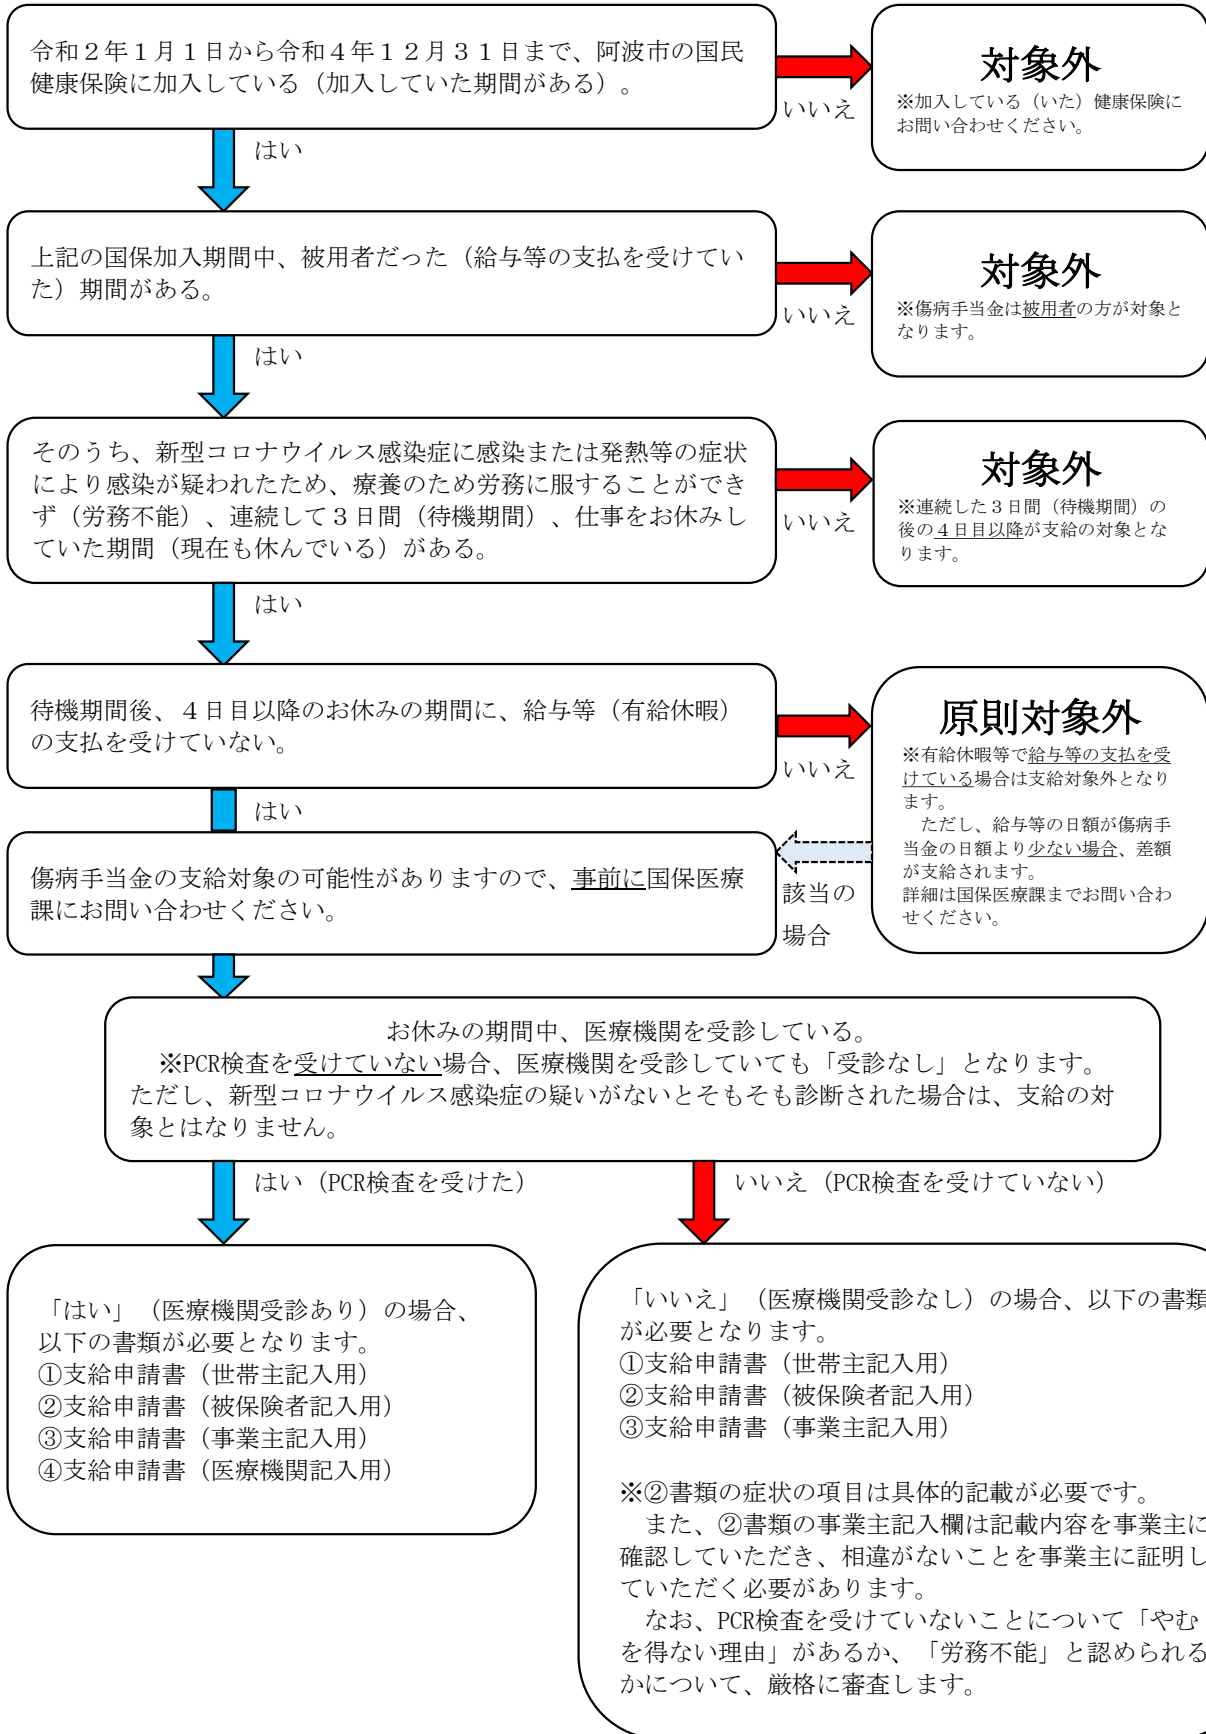 令和２年１月１日から令和４年１２月３１日まで、阿波市の国民
健康保険に加入している（加入していた期間がある）。
いいえ
対象外
※加入している（いた）健康保険に
お問い合わせください。
はい
上記の国保加入期間中、被用者だった（給与等の支払を受けてい
た）期間がある。
いいえ
対象外
※傷病手当金は被用者の方が対象と
なります。
はい
そのうち、新型コロナウイルス感染症に感染または発熱等の症状
により感染が疑われたため、療養のため労務に服することができ
ず（労務不能）、連続して３日間（待機期間）、仕事をお休みし
ていた期間（現在も休んでいる）がある。
いいえ
対象外
※連続した３日間（待機期間）の
後の４日目以降が支給の対象とな
ります。
はい
待機期間後、４日目以降のお休みの期間に、給与等（有給休暇）
の支払を受けていない。
いいえ
原則対象外
※有給休暇等で給与等の支払を受
けている場合は支給対象外となり
ます。
　ただし、給与等の日額が傷病手
当金の日額より少ない場合、差額
が支給されます。
詳細は国保医療課までお問い合わ
せください。
はい
傷病手当金の支給対象の可能性がありますので、事前に国保医療
課にお問い合わせください。
該当の
場合
お休みの期間中、医療機関を受診している。
　※PCR検査を受けていない場合、医療機関を受診していても「受診なし」となります。
ただし、新型コロナウイルス感染症の疑いがないとそもそも診断された場合は、支給の対
象とはなりません。
はい（PCR検査を受けた）
いいえ（PCR検査を受けていない）
「はい」（医療機関受診あり）の場合、
以下の書類が必要となります。
①支給申請書（世帯主記入用）
②支給申請書（被保険者記入用）
③支給申請書（事業主記入用）
④支給申請書（医療機関記入用）
「いいえ」（医療機関受診なし）の場合、以下の書類
が必要となります。
①支給申請書（世帯主記入用）
②支給申請書（被保険者記入用）
③支給申請書（事業主記入用）
※②書類の症状の項目は具体的記載が必要です。
　また、②書類の事業主記入欄は記載内容を事業主に
確認していただき、相違がないことを事業主に証明し
ていただく必要があります。
　なお、PCR検査を受けていないことについて「やむ
を得ない理由」があるか、「労務不能」と認められる
かについて、厳格に審査します。